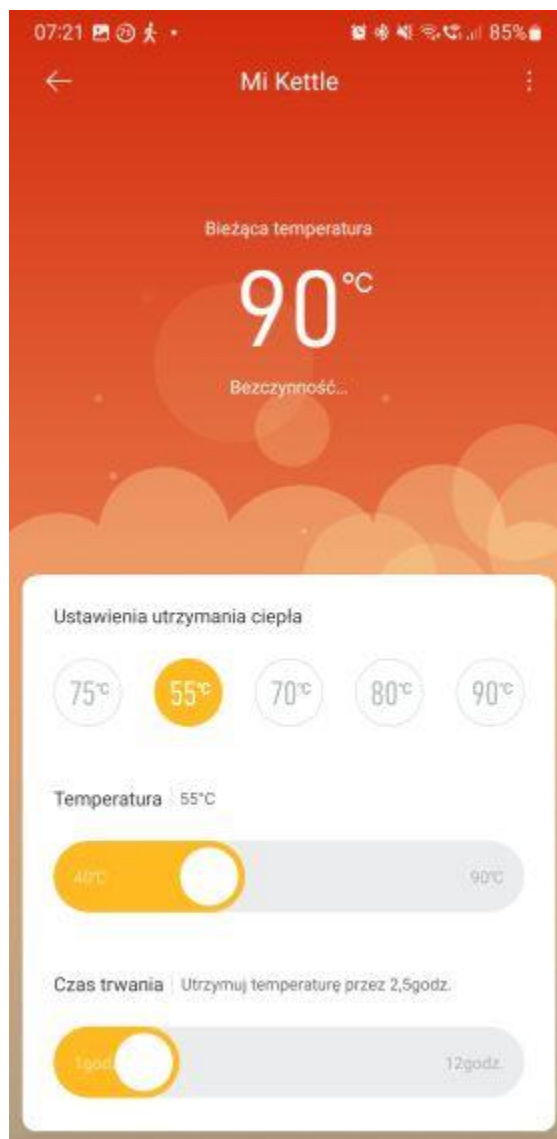 07:21 85%
Mi Kettle
Bieżąca temperatura
90°C
Bezczynność...
Ustawienia utrzymania ciepła
75°C 55°C 70°C 80°C 90°C
Temperatura 55°C
40°C 90°C
Czas trwania Utrzymuj temperaturę przez 2,5godz.
1godz. 12godz.